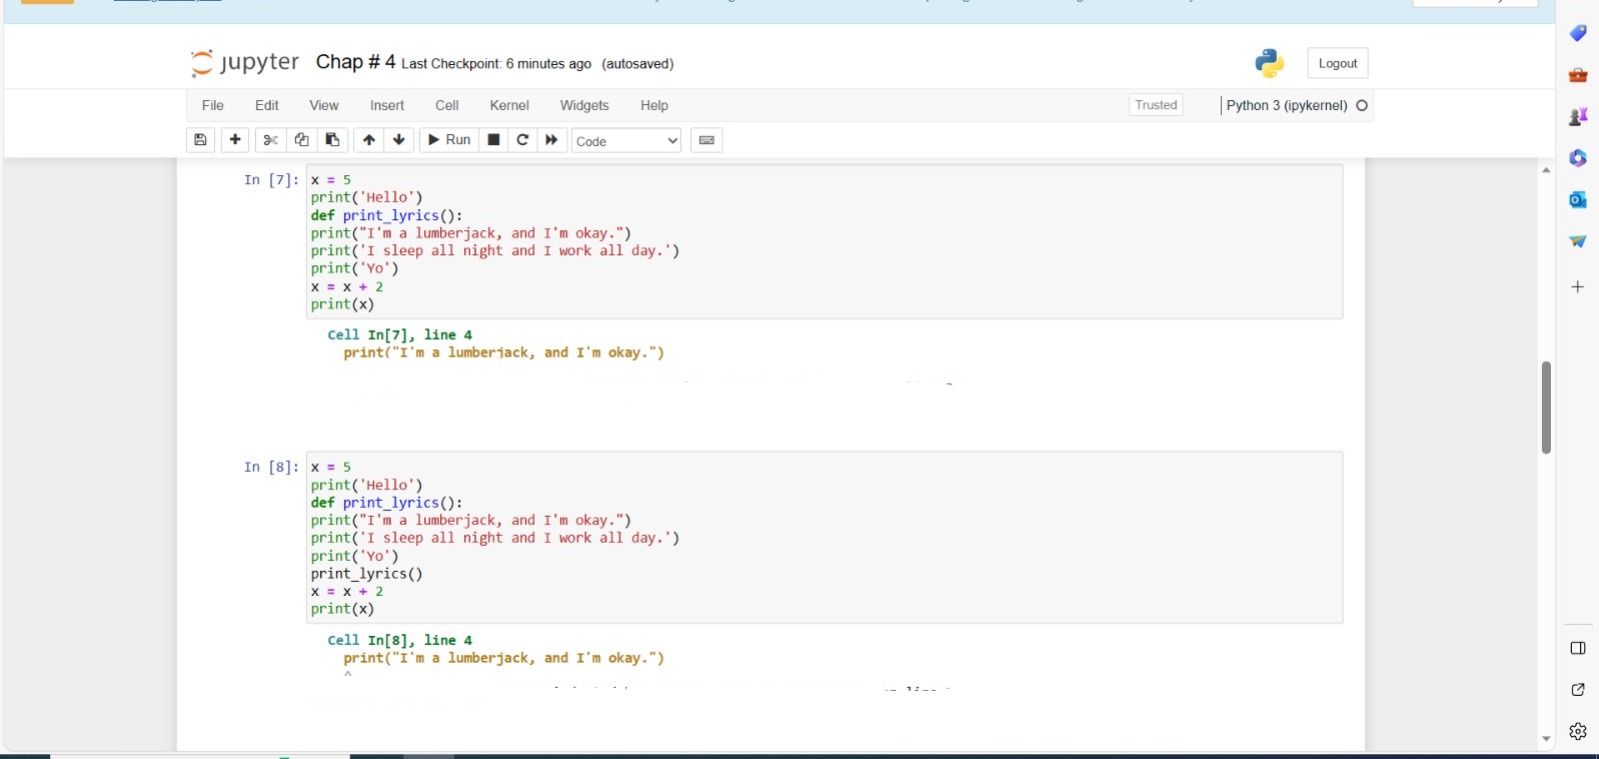 jupyter Chap # 4 Last Checkpoint: 6 minutes ago (autosaved)
Logout
File Edit View Insert Cell Kernel Widgets Help
Trusted
Python 3 (ipykernel)
Run
Code
In [7]: x = 5
print('Hello')
def print_lyrics():
print("I'm a lumberjack, and I'm okay.")
print('I sleep all night and I work all day.')
print('Yo')
x = x + 2
print(x)
Cell In[7], line 4
print("I'm a lumberjack, and I'm okay.")
In [8]: x = 5
print('Hello')
def print_lyrics():
print("I'm a lumberjack, and I'm okay.")
print('I sleep all night and I work all day.')
print('Yo')
print_lyrics()
x = x + 2
print(x)
Cell In[8], line 4
print("I'm a lumberjack, and I'm okay.")
^